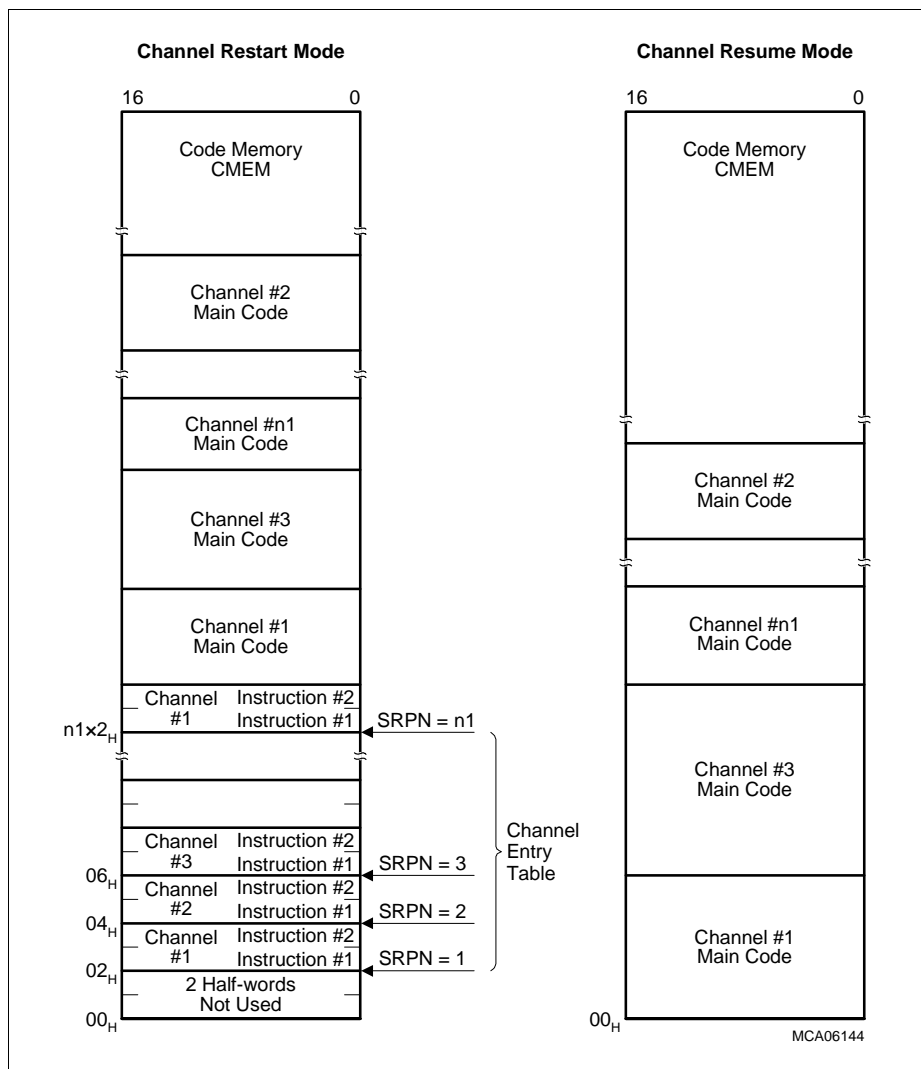 Channel Restart Mode
16 0
Code Memory
CMEM
Channel #2
Main Code
Channel #n1
Main Code
Channel #3
Main Code
Channel #1
Main Code
Channel
#1
Instruction #2
Instruction #1
n1×2H
SRPN = n1
Channel
#3
Instruction #2
Instruction #1
06H
SRPN = 3
Channel
#2
Instruction #2
Instruction #1
04H
SRPN = 2
Channel
#1
Instruction #2
Instruction #1
02H
SRPN = 1
2 Half-words
Not Used
00H
Channel
Entry
Table
Channel Resume Mode
16 0
Code Memory
CMEM
Channel #2
Main Code
Channel #n1
Main Code
Channel #3
Main Code
Channel #1
Main Code
00H
MCA06144